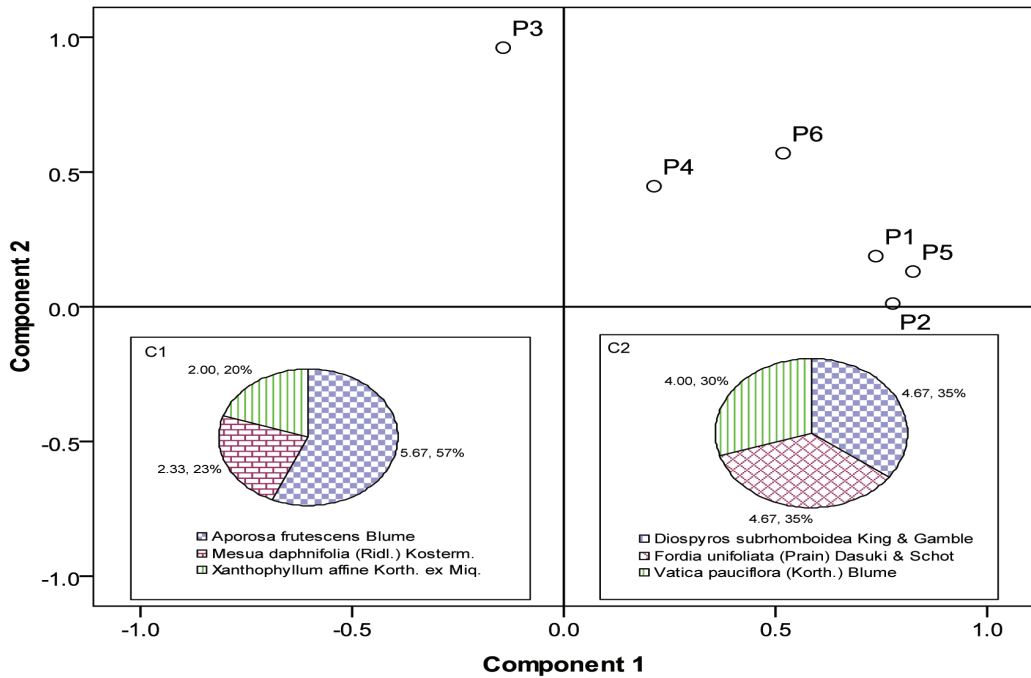 P3
1.0
P6
P4
0.5
P1
P5
0.0
P2
Component 2
C1
2.00, 20%
5.67, 57%
2.33, 23%
Aporosa frutescens Blume
Mesua daphnifolia (Ridl.) Kosterm.
Xanthophyllum affine Korth. ex Miq.
C2
4.00, 30%
4.67, 35%
4.67, 35%
Diospyros subrhomboidea King & Gamble
Fordia unifoliata (Prain) Dasuki & Schot
Vatica pauciflora (Korth.) Blume
-0.5
-1.0
-1.0 -0.5 0.0 0.5 1.0
Component 1